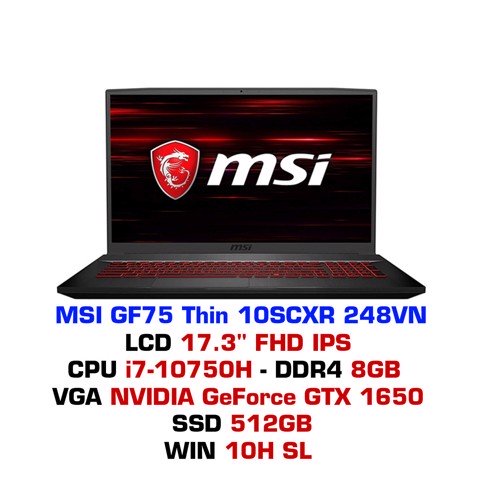 msi
msi
MSI GF75 Thin 10SCXR 248VN
LCD 17.3" FHD IPS
CPU i7-10750H - DDR4 8GB
VGA NVIDIA GeForce GTX 1650
SSD 512GB
WIN 10H SL